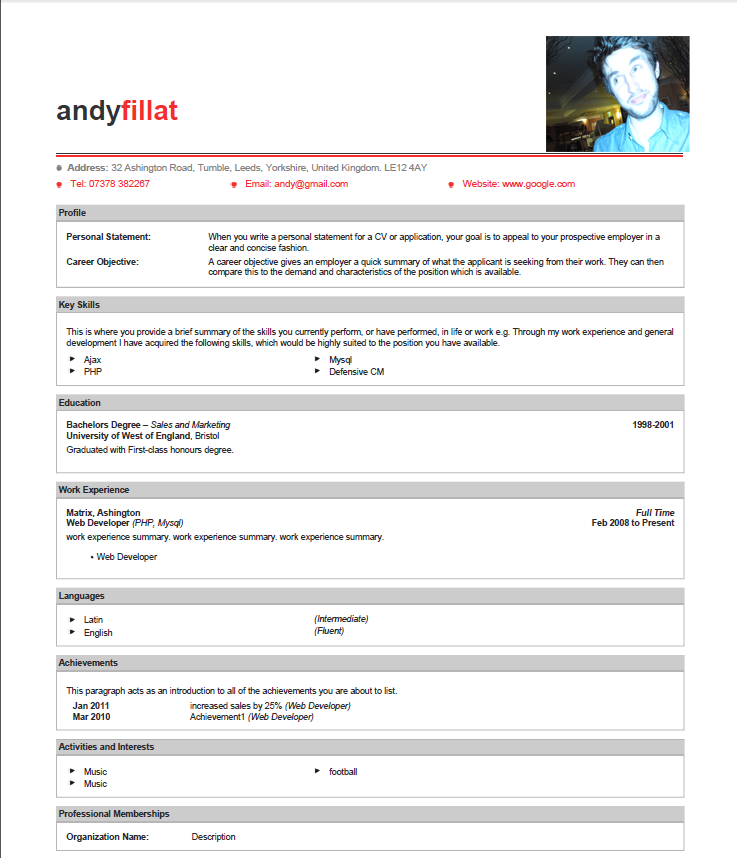 andyfillat
Address: 32 Ashington Road, Tumble, Leeds, Yorkshire, United Kingdom. LE12 4AY
Tel: 07378 382267 Email: andy@gmail.com Website: www.google.com
Profile
Personal Statement: When you write a personal statement for a CV or application, your goal is to appeal to your prospective employer in a
clear and concise fashion.
Career Objective: A career objective gives an employer a quick summary of what the applicant is seeking from their work. They can then
compare this to the demand and characteristics of the position which is available.
Key Skills
This is where you provide a brief summary of the skills you currently perform, or have performed, in life or work e.g. Through my work experience and general
development I have acquired the following skills, which would be highly suited to the position you have available.
Ajax Mysql
PHP Defensive CM
Education
Bachelors Degree – Sales and Marketing 1998-2001
University of West of England, Bristol
Graduated with First-class honours degree.
Work Experience
Matrix, Ashington Full Time
Web Developer (PHP, Mysql) Feb 2008 to Present
work experience summary. work experience summary. work experience summary.
• Web Developer
Languages
Latin (Intermediate)
English (Fluent)
Achievements
This paragraph acts as an introduction to all of the achievements you are about to list.
Jan 2011 increased sales by 25% (Web Developer)
Mar 2010 Achievement1 (Web Developer)
Activities and Interests
Music football
Music
Professional Memberships
Organization Name: Description